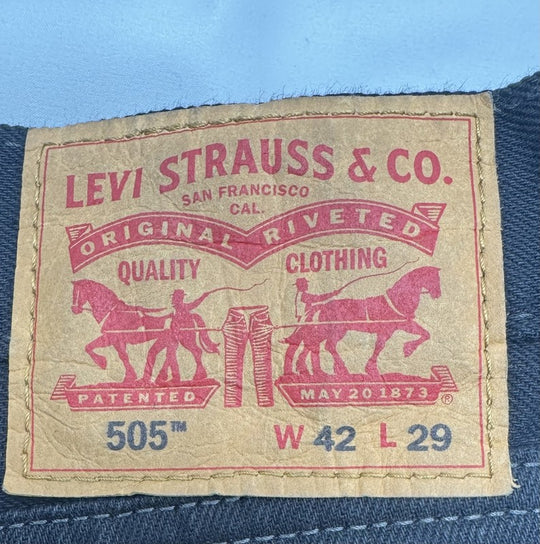 LEVI STRAUSS & CO.
SAN FRANCISCO
CAL.
ORIGINAL RIVETED
QUALITY CLOTHING
PATENTED MAY 20 1873 ®
505™ W 42 L 29